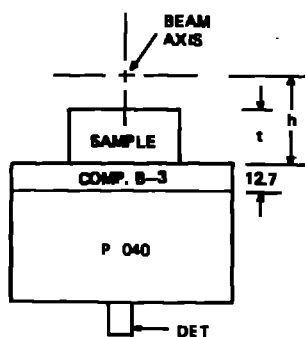 BEAM
AXIS
h
t
SAMPLE
COMP. B-3
12.7
P 040
DET